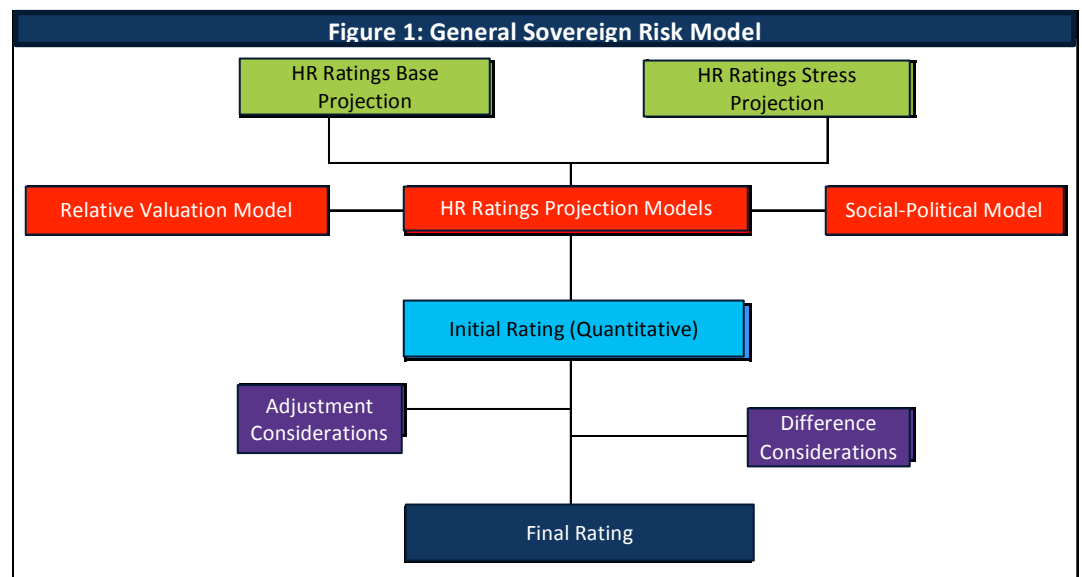 Figure 1: General Sovereign Risk Model
HR Ratings Base
Projection
HR Ratings Stress
Projection
Relative Valuation Model
HR Ratings Projection Models
Social-Political Model
Initial Rating (Quantitative)
Adjustment
Considerations
Difference
Considerations
Final Rating